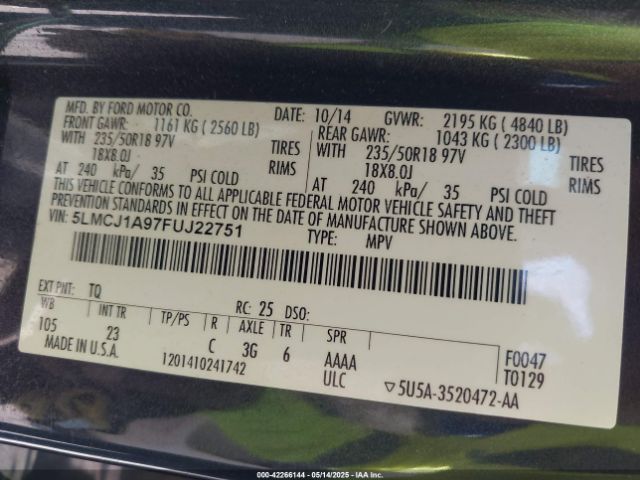 MFD. BY FORD MOTOR CO. DATE: 10/14 GVWR: 2195 KG ( 4840 LB)
FRONT GAWR: 1161 KG ( 2560 LB) REAR GAWR: 1043 KG ( 2300 LB)
WITH 235/50R18 97V TIRES WITH 235/50R18 97V TIRES
18X8.0J RIMS 18X8.0J RIMS
AT 240 kPa/ 35 PSI COLD AT 240 kPa/ 35 PSI COLD
THIS VEHICLE CONFORMS TO ALL APPLICABLE FEDERAL MOTOR VEHICLE SAFETY AND THEFT
PREVENTION STANDARDS IN EFFECT ON THE DATE OF MANUFACTURE SHOWN ABOVE.
VIN: 5LMCJ1A97FUJ22751 TYPE: MPV
EXT PNT: TQ RC: 25 DSO:
WB INT TR TP/PS R AXLE TR SPR
105 23 C 3G 6 AAAA F0047
MADE IN U.S.A. 1201410241742 ULC T0129
▽5U5A-3520472-AA
000-42266144 - 05/14/2025 - IAA Inc.